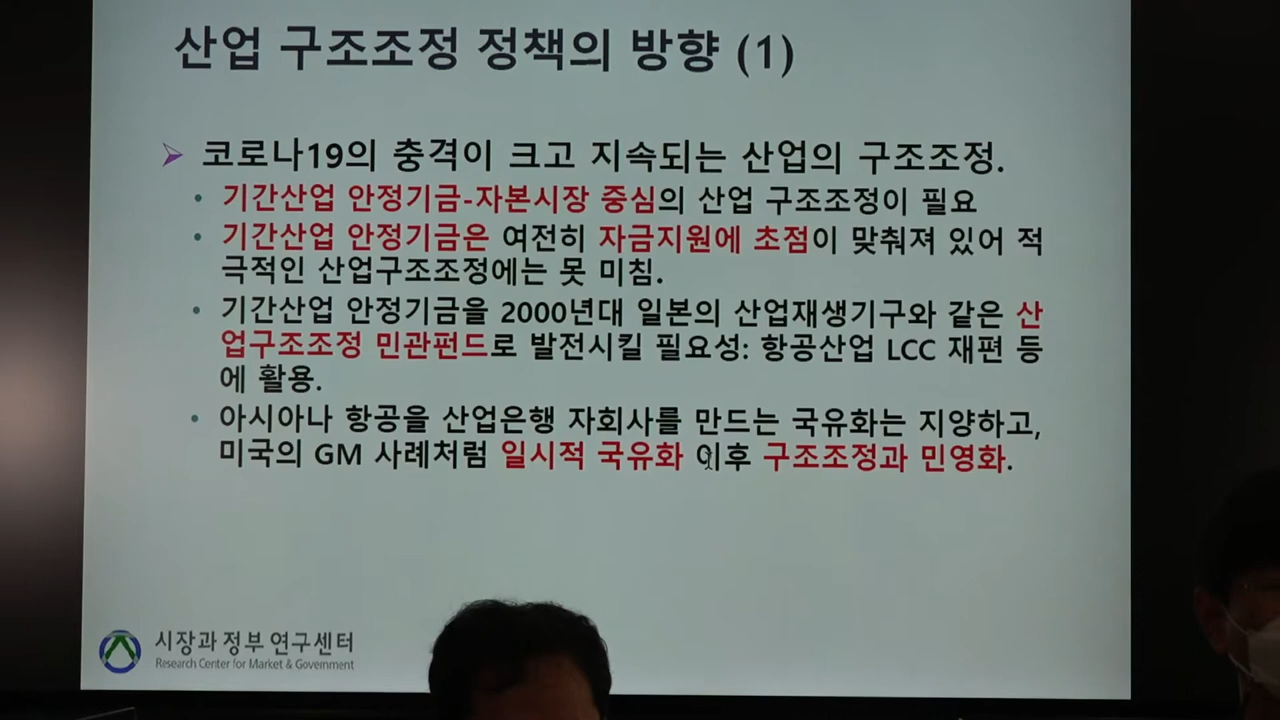 산업 구조조정 정책의 방향 (1)
코로나19의 충격이 크고 지속되는 산업의 구조조정.
기간산업 안정기금-자본시장 중심의 산업 구조조정이 필요
기간산업 안정기금은 여전히 자금지원에 초점이 맞춰져 있어 적
극적인 산업구조조정에는 못 미침.
기간산업 안정기금을 2000년대 일본의 산업재생기구와 같은 산
업구조조정 민관펀드로 발전시킬 필요성: 항공산업 LCC 재편 등
에 활용.
아시아나 항공을 산업은행 자회사를 만드는 국유화는 지양하고,
미국의 GM 사례처럼 일시적 국유화 이후 구조조정과 민영화.
시장과 정부 연구센터
Research Center for Market & Government